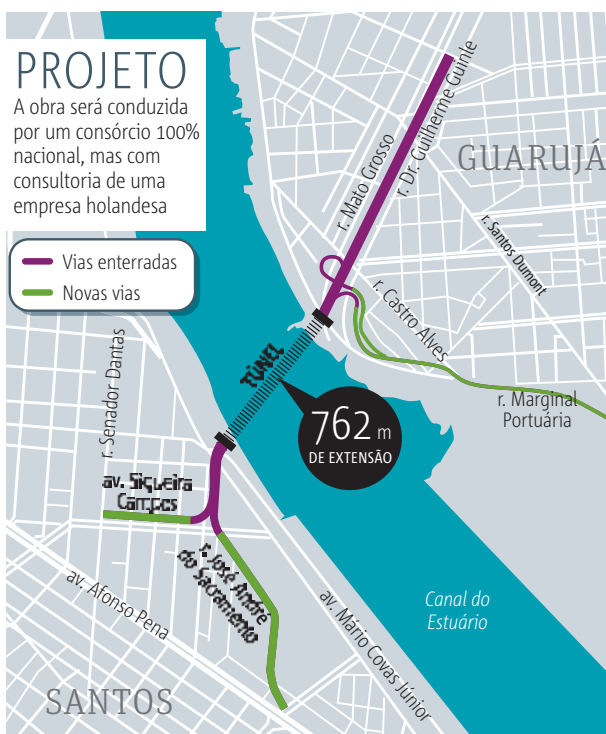 PROJETO
A obra será conduzida
por um consórcio 100%
nacional, mas com
consultoria de uma
empresa holandesa
Vias enterradas
Novas vias
GUARUJÁ
r. Mato Grosso
r. Dr. Guilherme Guinle
r. Santos Dumont
r. Castro Alves
r. Marginal
Portuária
TÚNEL
762 m
DE EXTENSÃO
r. Senador Dantas
av. Siqueira
Campos
r. José André
do Sacramento
av. Afonso Pena
av. Mário Covas Júnior
Canal do
Estuário
SANTOS